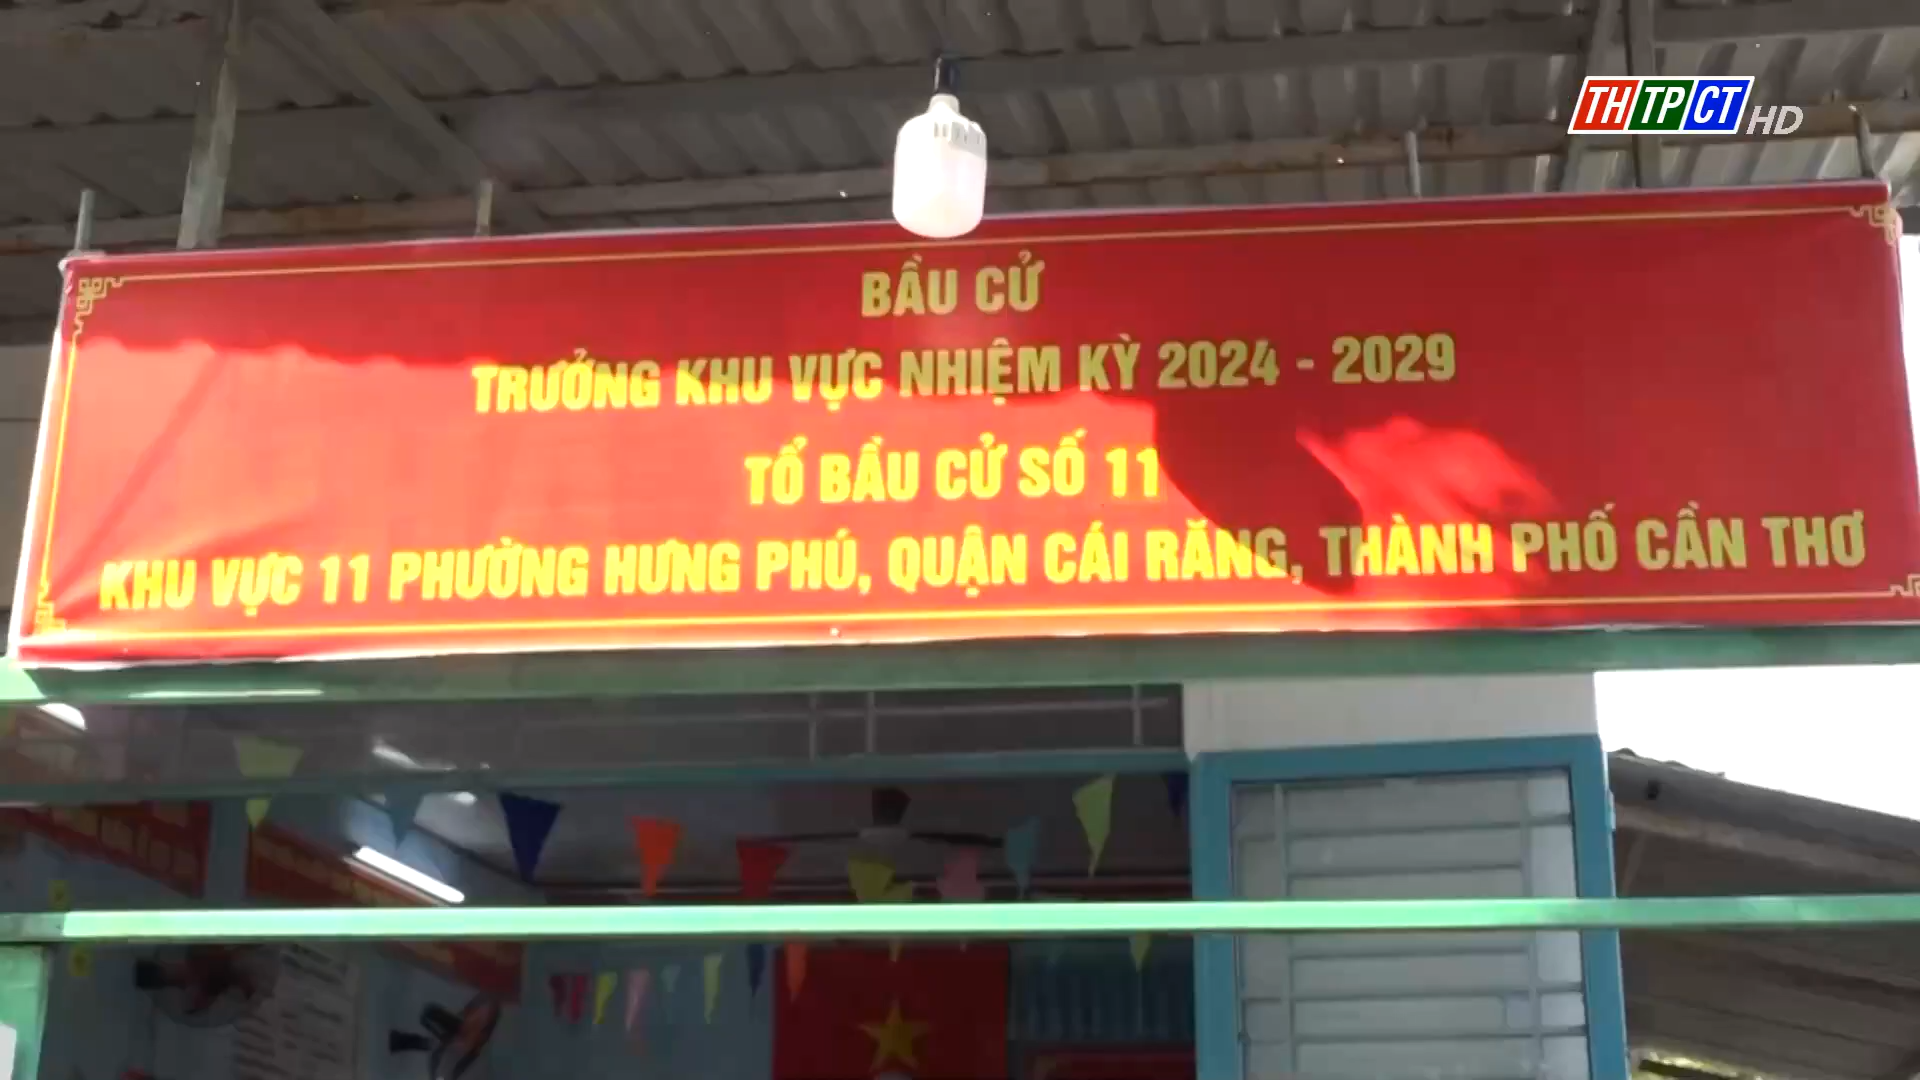 THTPCT HD
BẦU CỬ
TRƯỞNG KHU VỰC NHIỆM KỲ 2024 - 2029
TỔ BẦU CỬ SỐ 11
KHU VỰC 11 PHƯỜNG HƯNG PHÚ, QUẬN CÁI RĂNG, THÀNH PHỐ CẦN THƠ